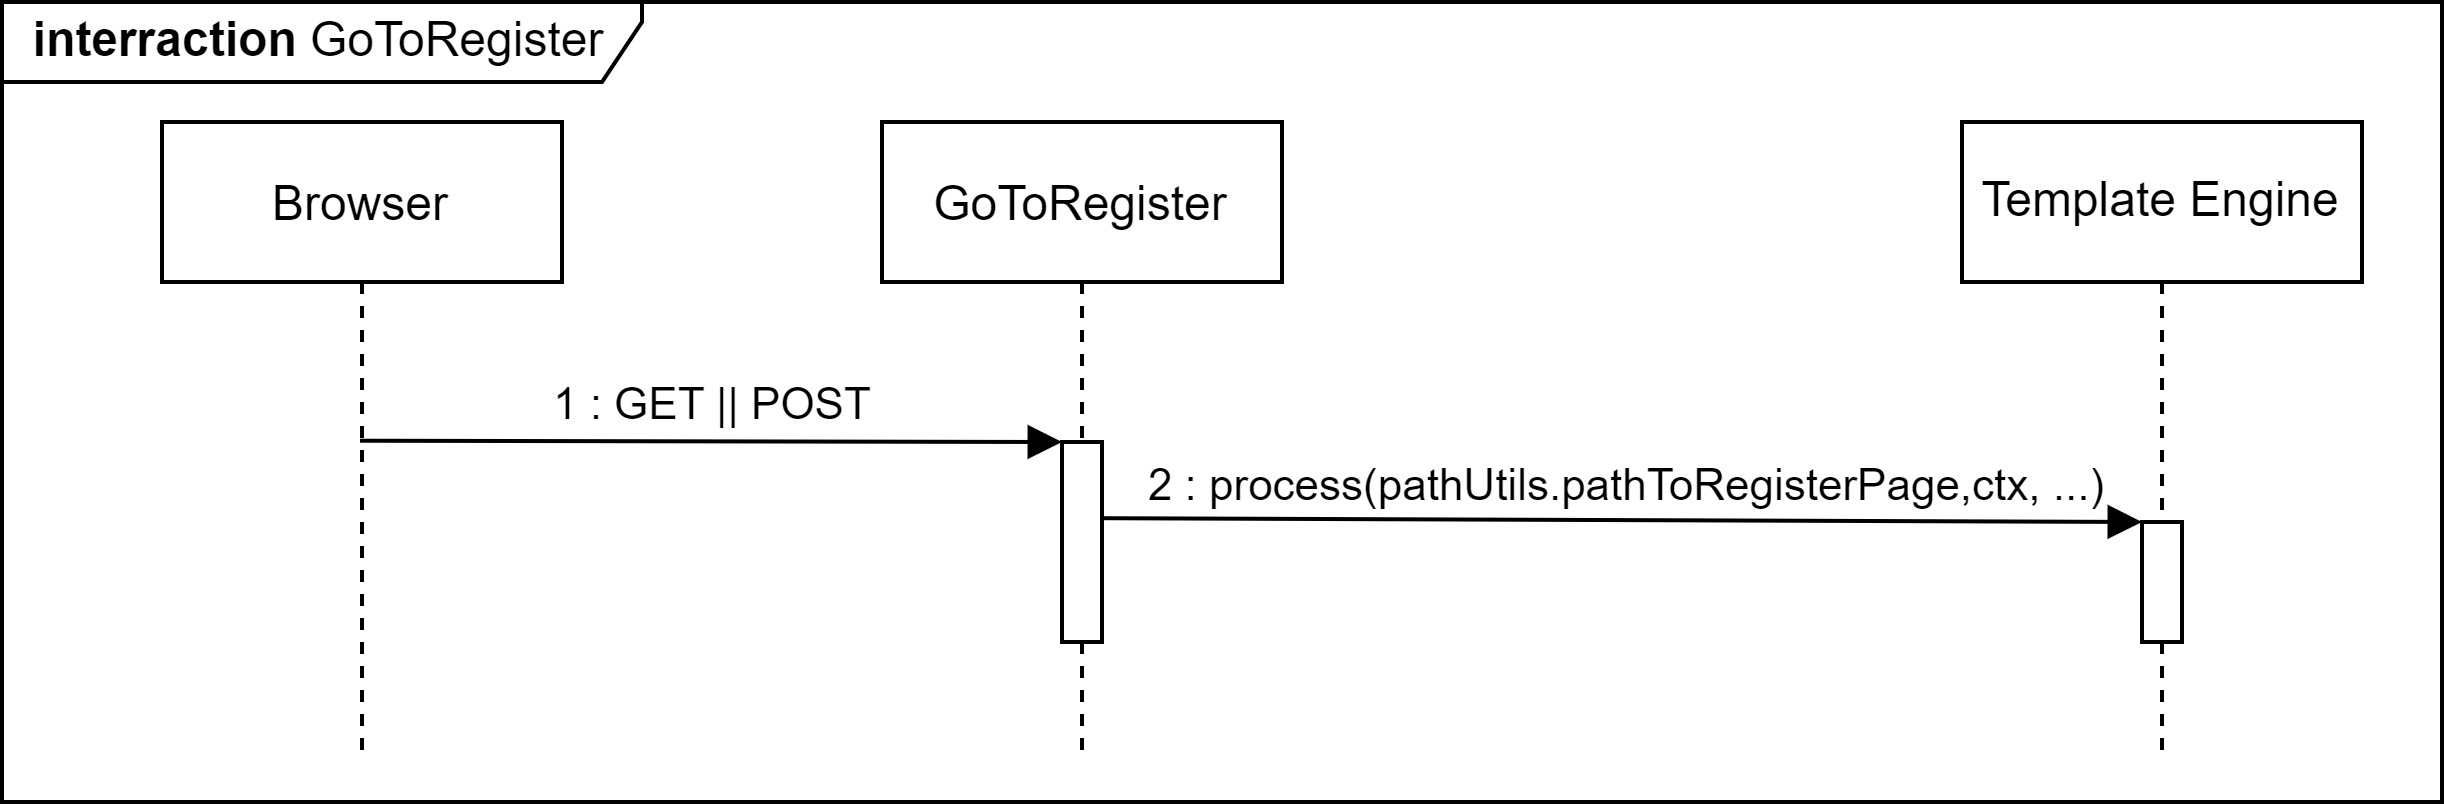 interraction GoToRegister
Browser
GoToRegister
Template Engine
1 : GET || POST
2 : process(pathUtils.pathToRegisterPage,ctx, ...)